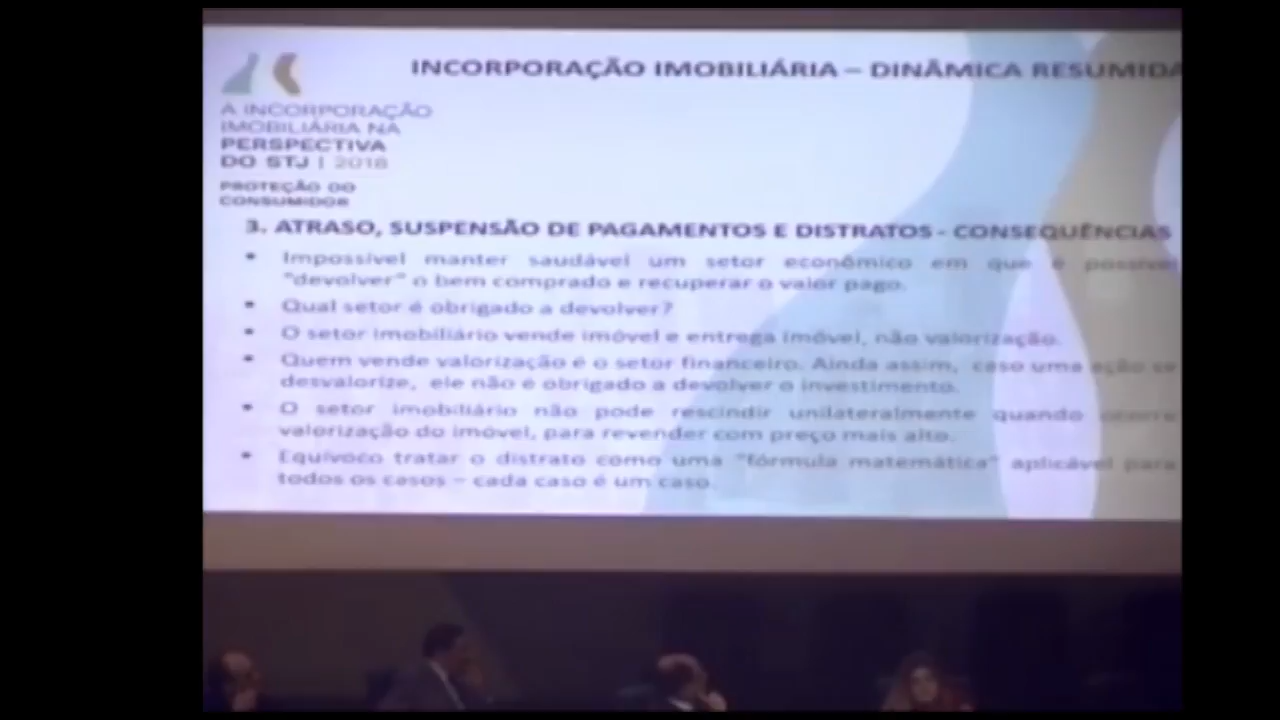 INCORPORAÇÃO IMOBILIÁRIA – DINÂMICA RESUMIDA
A INCORPORAÇÃO
IMOBILIÁRIA NA
PERSPECTIVA
DO STJ | 2018
PROTEÇÃO DO
CONSUMIDOR
3. ATRASO, SUSPENSÃO DE PAGAMENTOS E DISTRATOS - CONSEQUÊNCIAS
• Impossível manter saudável um setor econômico em que é possíve
"devolver" o bem comprado e recuperar o valor pago.
• Qual setor é obrigado a devolver?
• O setor imobiliário vende imóvel e entrega imóvel, não valorização.
• Quem vende valorização é o setor financeiro. Ainda assim, caso uma ação se
desvalorize, ele não é obrigado a devolver o investimento.
• O setor imobiliário não pode rescindir unilateralmente quando ocorre
valorização do imóvel, para revender com preço mais alto.
• Equívoco tratar o distrato como uma "fórmula matemática" aplicável para
todos os casos – cada caso é um caso.